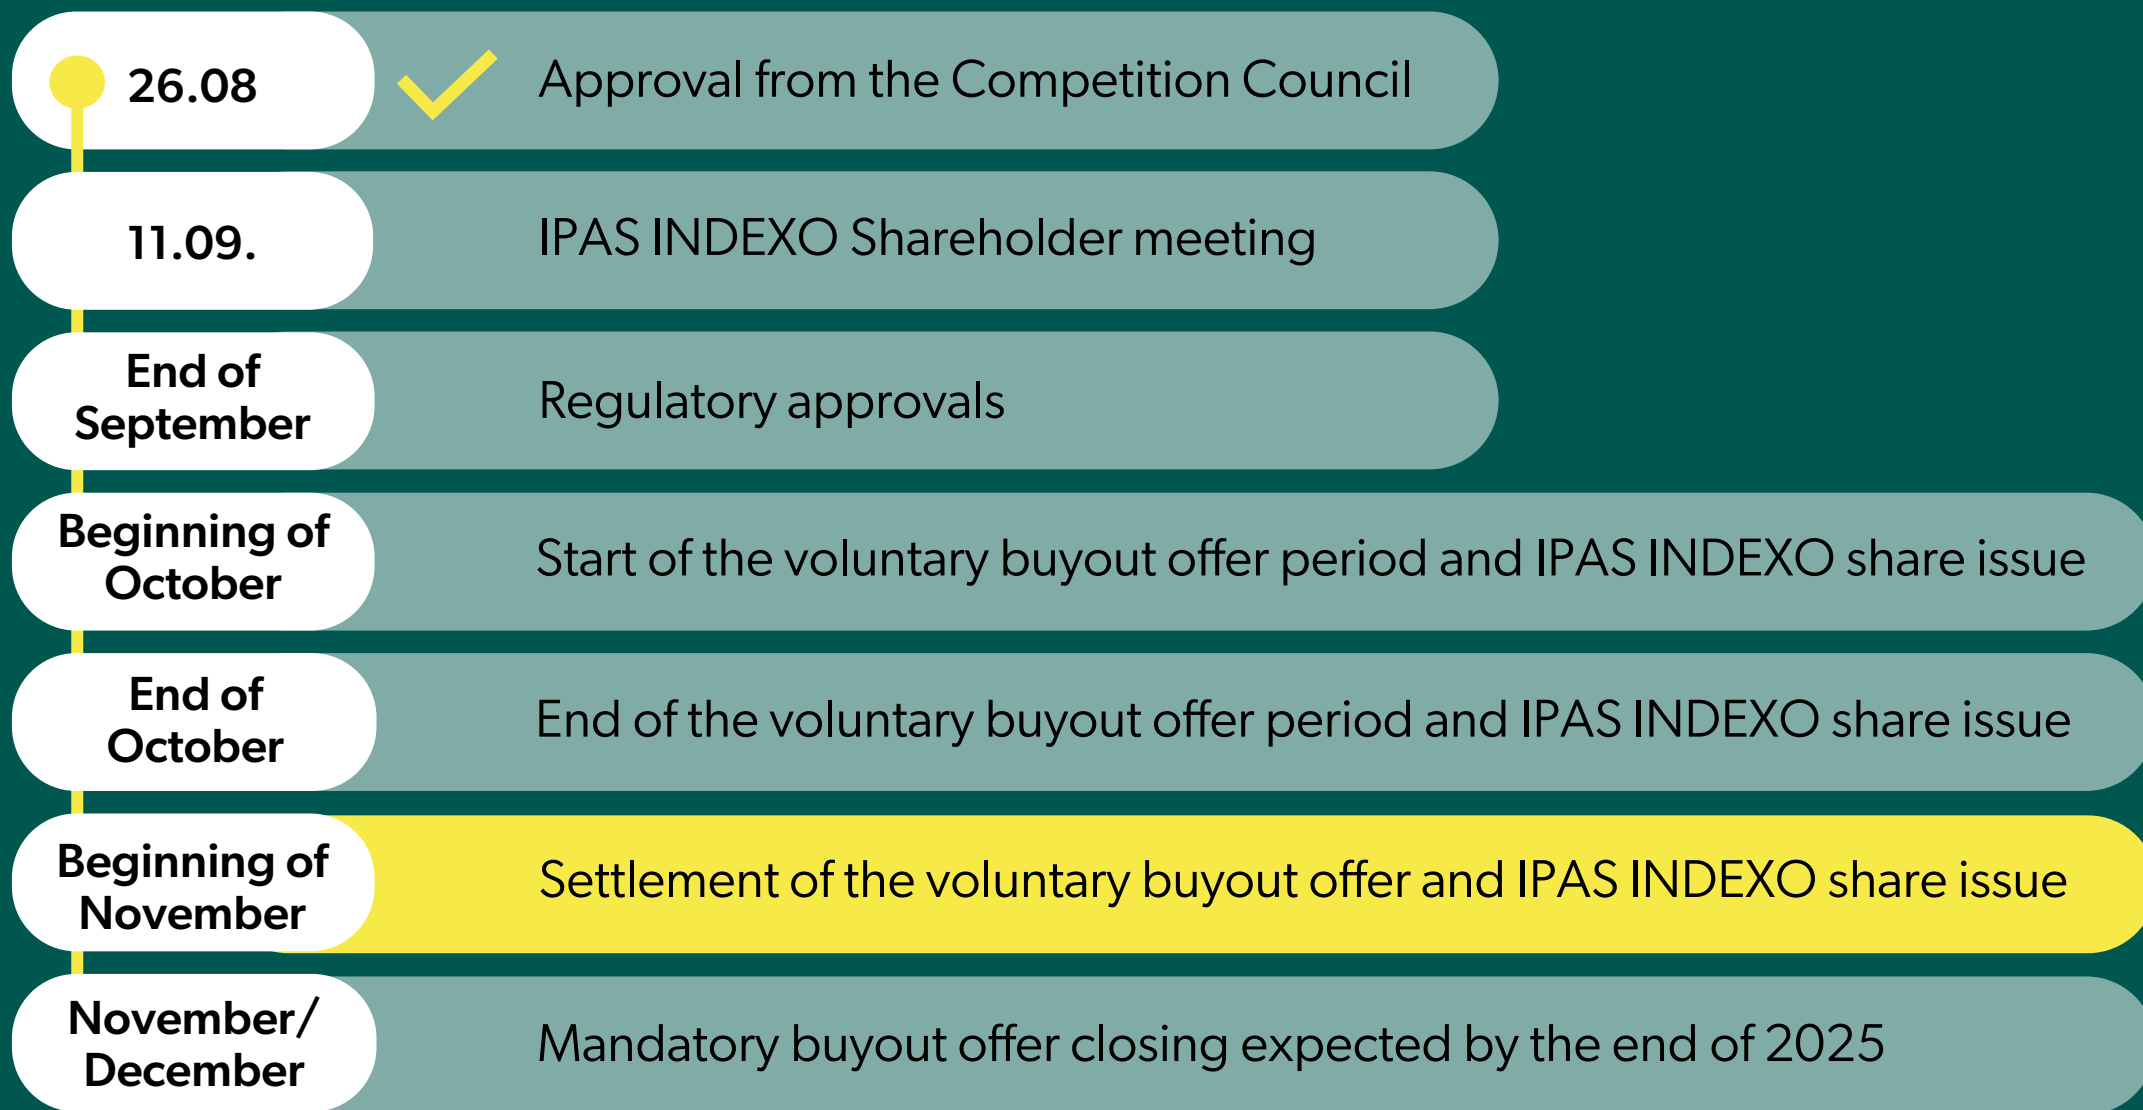 26.08
Approval from the Competition Council
11.09.
IPAS INDEXO Shareholder meeting
End of
September
Regulatory approvals
Beginning of
October
Start of the voluntary buyout offer period and IPAS INDEXO share issue
End of
October
End of the voluntary buyout offer period and IPAS INDEXO share issue
Beginning of
November
Settlement of the voluntary buyout offer and IPAS INDEXO share issue
November/
December
Mandatory buyout offer closing expected by the end of 2025